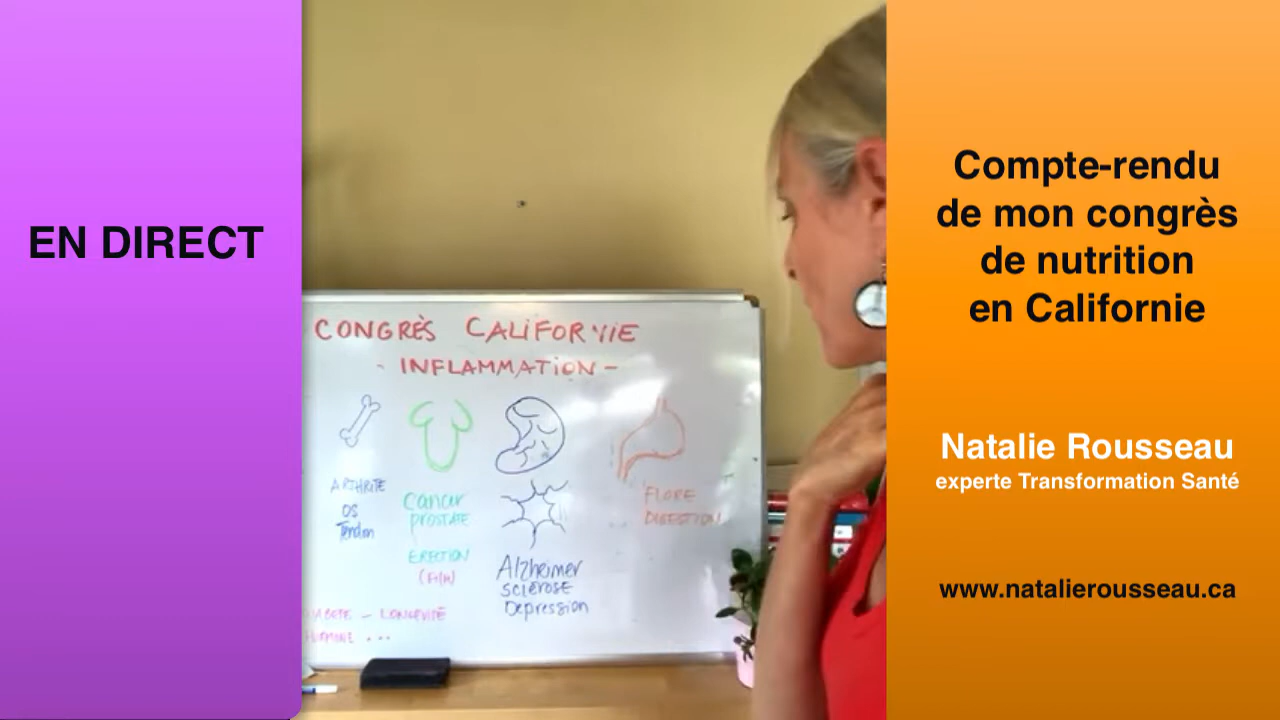 EN DIRECT
CONGRÈS CALIFORNIE
- INFLAMMATION -
ARTHRITE
OS
Tendon
Cancer
prostate
ERECTION
(F/H)
Alzheimer
SCLÉROSE
Depression
FLORE
DIGESTION
- LONGÉVITÉ
...
Compte-rendu
de mon congrès
de nutrition
en Californie
Natalie Rousseau
experte Transformation Santé
www.natalierousseau.ca